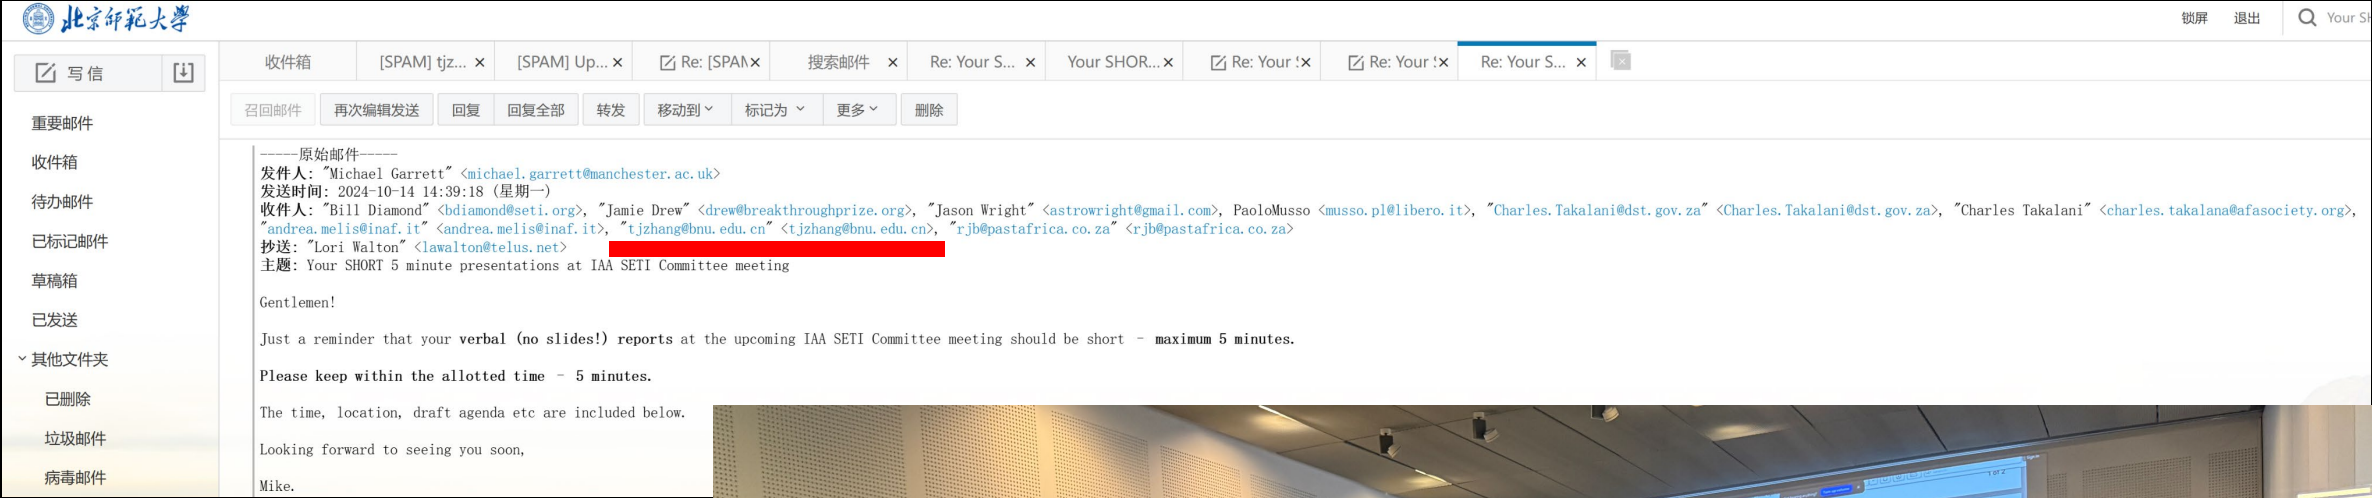 北京师范大学
锁屏 退出 Your SH
写信
收件箱 [SPAM] tjz... [SPAM] Up... Re: [SPAM 搜索邮件 Re: Your S... Your SHOR... Re: Your Re: Your Re: Your S...
召回邮件 再次编辑发送 回复 回复全部 转发 移动到 标记为 更多 删除
重要邮件
收件箱
待办邮件
已标记邮件
草稿箱
已发送
其他文件夹
已删除
垃圾邮件
病毒邮件
-----原始邮件-----
发件人: "Michael Garrett" <michael.garrett@manchester.ac.uk>
发送时间: 2024-10-14 14:39:18 (星期一)
收件人: "Bill Diamond" <bdiamond@seti.org>, "Jamie Drew" <drew@breakthroughprize.org>, "Jason Wright" <astrowright@gmail.com>, PaoloMusso <musso.pl@libero.it>, "Charles.Takalani@dst.gov.za" <Charles.Takalani@dst.gov.za>, "Charles Takalani" <charles.takalana@afasociety.org>,
"andrea.melis@inaf.it" <andrea.melis@inaf.it>, "tjzhang@bnu.edu.cn" <tjzhang@bnu.edu.cn>, "rjb@pastafrica.co.za" <rjb@pastafrica.co.za>
抄送: "Lori Walton" <lawalton@telus.net>
主题: Your SHORT 5 minute presentations at IAA SETI Committee meeting
Gentlemen!
Just a reminder that your verbal (no slides!) reports at the upcoming IAA SETI Committee meeting should be short – maximum 5 minutes.
Please keep within the allotted time – 5 minutes.
The time, location, draft agenda etc are included below.
Looking forward to seeing you soon,
Mike.
1 of 2